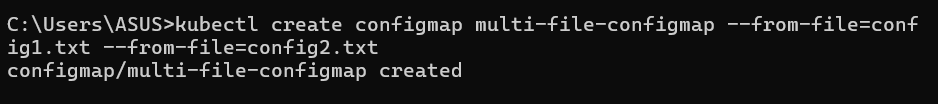 C:\Users\ASUS>kubectl create configmap multi-file-configmap --from-file=conf
ig1.txt --from-file=config2.txt
configmap/multi-file-configmap created